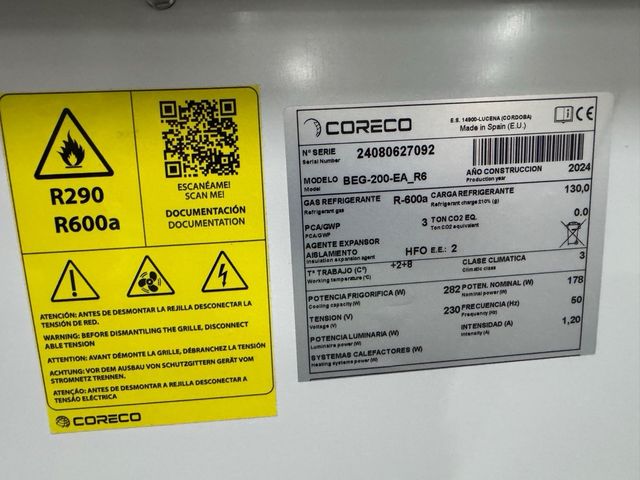 R290
R600a
ESCANÉAME!
SCAN ME!
DOCUMENTACIÓN
DOCUMENTATION
ATENCIÓN: ANTES DE DESMONTAR LA REJILLA DESCONECTAR LA
TENSIÓN DE RED.
WARNING: BEFORE DISMANTILING THE GRILLE, DISCONNECT
ABLE TENSION
ATTENTION: AVANT DÉMONTE LA GRILLE, DÉBRANCHEZ LA TENSION
ACHTUNG: VOR DEM AUSBAU VON SCHUTZGITTERN GERÄT VOM
STROMNETZ TRENNEN.
ATENÇÃO: ANTES DE DESMONTAR A REJILLA DESCONECTAR A
TENSÃO ELÉCTRICA
CORECO
CORECO
E.S. 14900-LUCENA (CORDOBA)
Made in Spain (E.U.)
CE
Nº SERIE 24080627092
Serial Number
MODELO BEG-200-EA_R6
Model
AÑO CONSTRUCCION 2024
Production year
GAS REFRIGERANTE R-600a CARGA REFRIGERANTE 130,0
Refrigerant gas Refrigerant charge ±10% (g)
PCA/GWP 3 TON CO2 EQ. 0.0
PCA/GWP Ton CO2 equivalent
AGENTE EXPANSOR
AISLAMIENTO HFO E.E.: 2
Insulation expansion agent
Tª TRABAJO (Cº) +2+8 CLASE CLIMATICA 3
Working temperature (ºC) Climatic class
POTENCIA FRIGORIFICA (W) 282 POTEN. NOMINAL (W) 178
Cooling capacity (W) Nominal power (W)
TENSION (V) 230 FRECUENCIA (Hz) 50
Voltage (V) Frequency (Hz)
POTENCIA LUMINARIA (W) INTENSIDAD (A) 1,20
Luminaire power (W) Intensity (A)
SYSTEMAS CALEFACTORES (W)
Heating systems power (W)